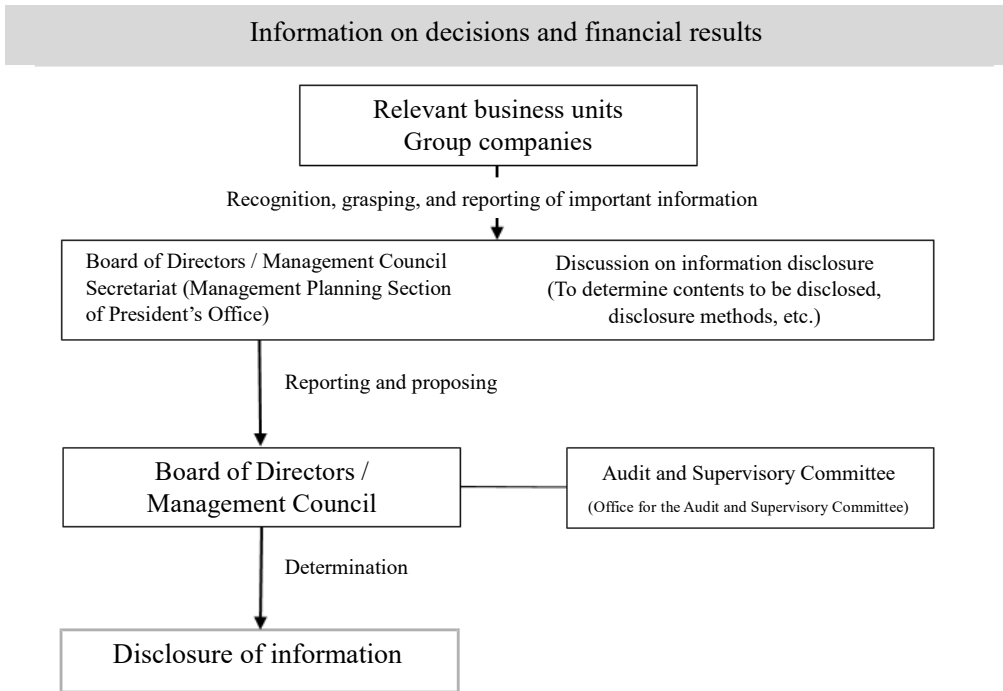 Information on decisions and financial results
Relevant business units
Group companies
Recognition, grasping, and reporting of important information
Board of Directors / Management Council
Secretariat (Management Planning Section
of President’s Office)
Discussion on information disclosure
(To determine contents to be disclosed,
disclosure methods, etc.)
Reporting and proposing
Board of Directors /
Management Council
Audit and Supervisory Committee
(Office for the Audit and Supervisory Committee)
Determination
Disclosure of information